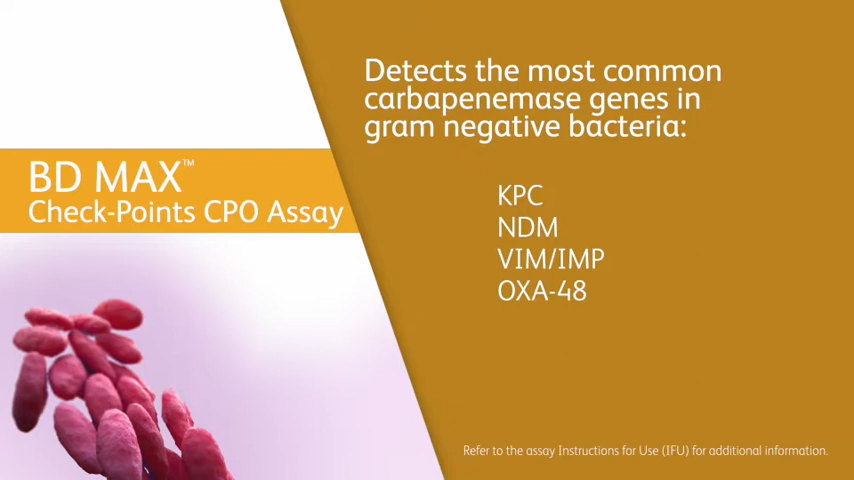 BD MAX™
Check-Points CPO Assay
Detects the most common
carbapenemase genes in
gram negative bacteria:
KPC
NDM
VIM/IMP
OXA-48
Refer to the assay Instructions for Use (IFU) for additional information.